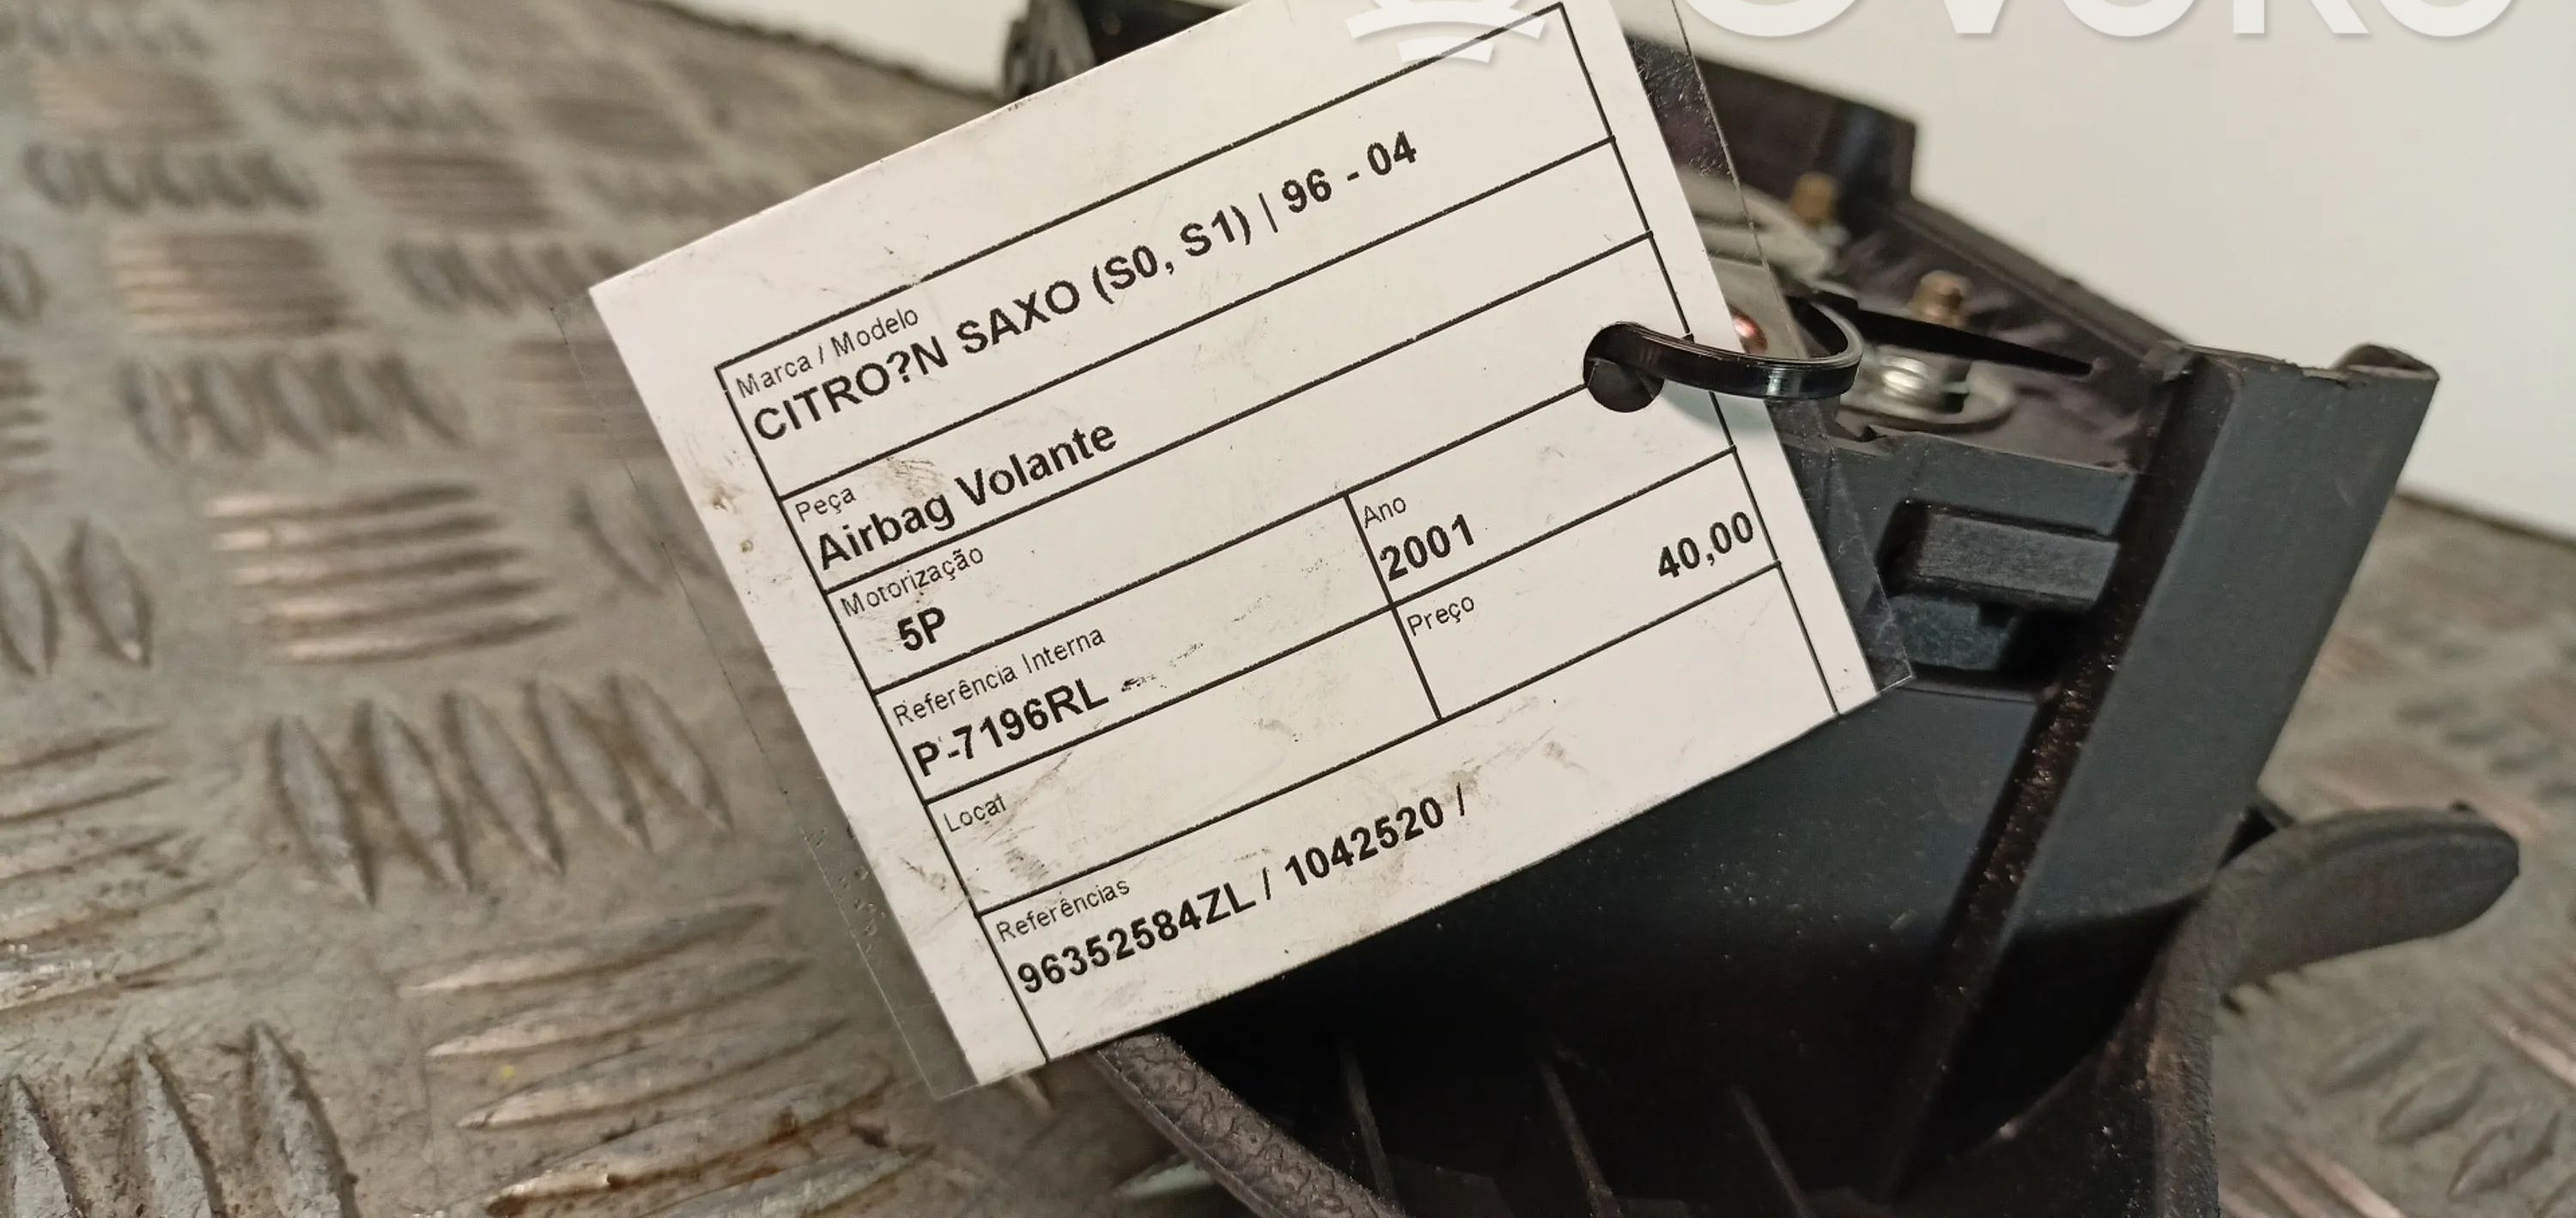 OVOKO
Marca / Modelo
CITRO?N SAXO (S0, S1) | 96 - 04
Peça
Airbag Volante
Motorização
5P
Ano
2001
Referência Interna
P-7196RL
Preço
40,00
Local
Referências
96352584ZL / 1042520 /